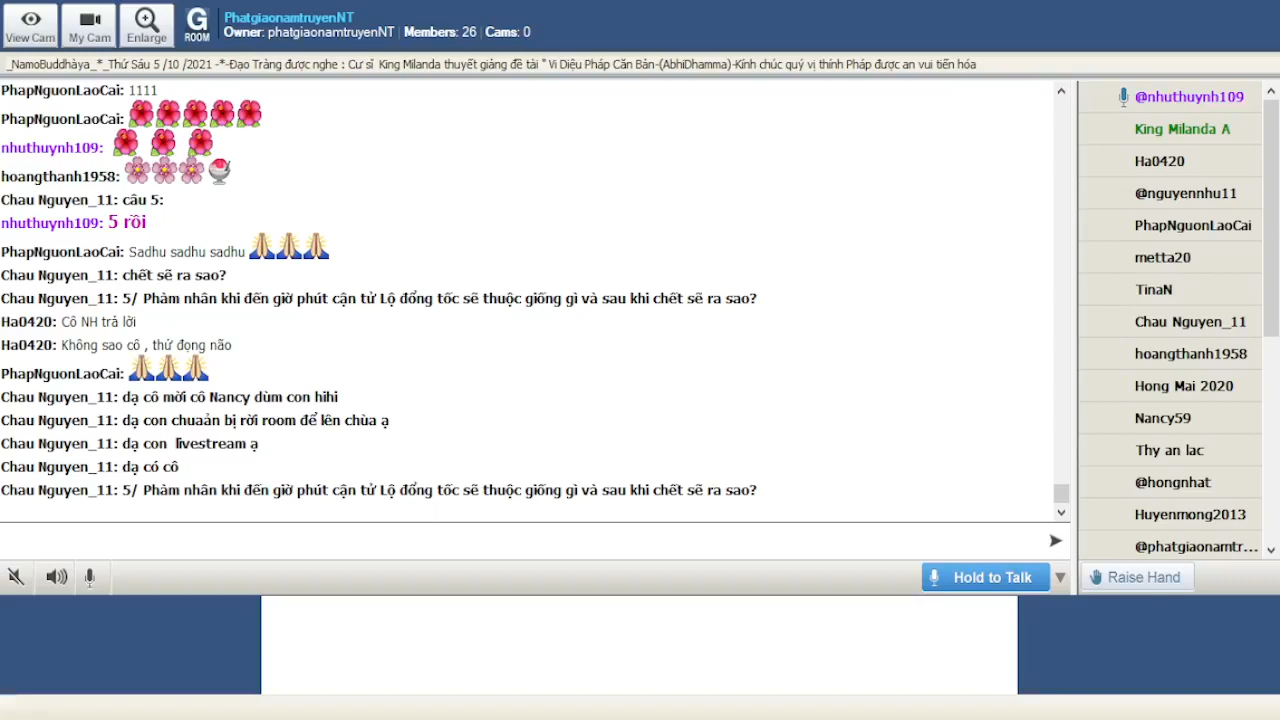 View Cam
My Cam
Enlarge
G
ROOM
PhatgiaonamtruyenNT
Owner: phatgiaonamtruyenNT | Members: 26 | Cams: 0
_NamoBuddhàya_*_Thứ Sáu 5 /10 /2021 -*-Đạo Tràng được nghe : Cư sĩ King Milanda thuyết giảng đề tài " Vi Diệu Pháp Căn Bản-(AbhiDhamma)-Kính chúc quý vị thính Pháp được an vui tiến hóa
PhapNguonLaoCai: 1111
PhapNguonLaoCai:
nhuthuynh109:
hoangthanh1958:
Chau Nguyen_11: câu 5:
nhuthuynh109: 5 rồi
PhapNguonLaoCai: Sadhu sadhu sadhu
Chau Nguyen_11: chết sẽ ra sao?
Chau Nguyen_11: 5/ Phàm nhân khi đến giờ phút cận tử Lộ đổng tốc sẽ thuộc giống gì và sau khi chết sẽ ra sao?
Ha0420: Cô NH trả lời
Ha0420: Không sao cô , thử đọng não
PhapNguonLaoCai:
Chau Nguyen_11: dạ cô mời cô Nancy dùm con hihi
Chau Nguyen_11: dạ con chuaản bị rời room để lên chùa ạ
Chau Nguyen_11: dạ con livestream ạ
Chau Nguyen_11: dạ có cô
Chau Nguyen_11: 5/ Phàm nhân khi đến giờ phút cận tử Lộ đổng tốc sẽ thuộc giống gì và sau khi chết sẽ ra sao?
@nhuthuynh109
King Milanda A
Ha0420
@nguyennhu11
PhapNguonLaoCai
metta20
TinaN
Chau Nguyen_11
hoangthanh1958
Hong Mai 2020
Nancy59
Thy an lac
@hongnhat
Huyenmong2013
@phatgiaonamtr...
Hold to Talk
Raise Hand